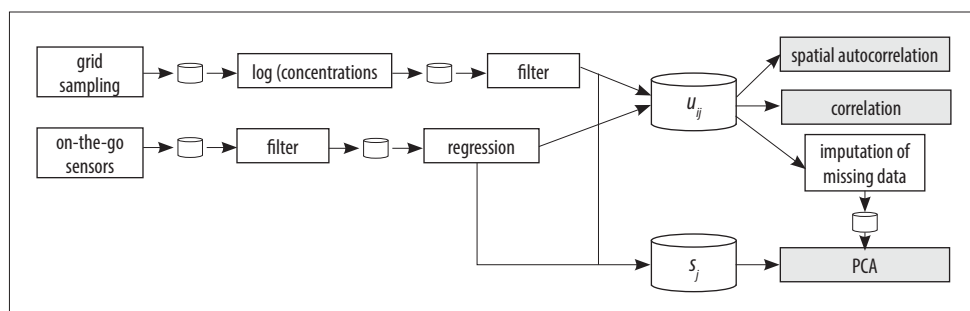 grid
sampling
log (concentrations
filter
on-the-go
sensors
filter
regression
u_ij
s_j
spatial autocorrelation
correlation
imputation of
missing data
PCA